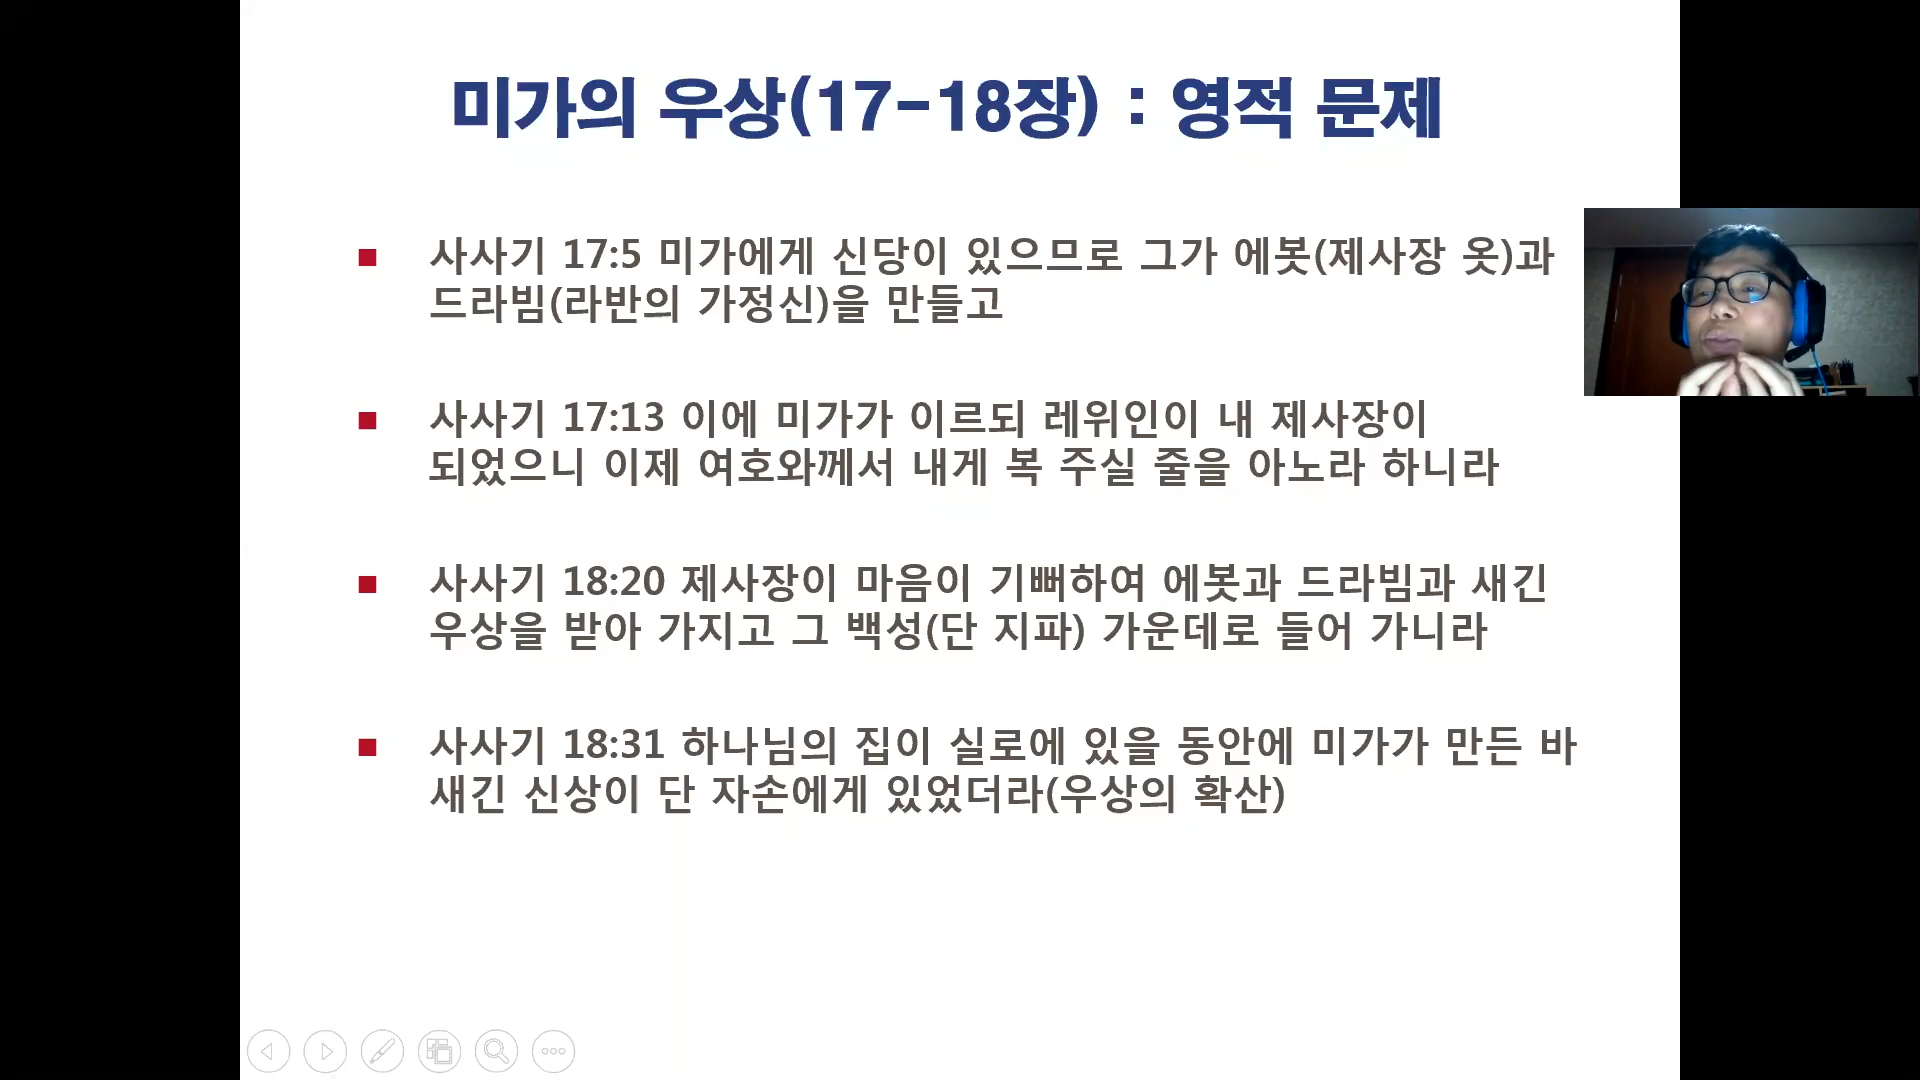 미가의 우상(17-18장) : 영적 문제
사사기 17:5 미가에게 신당이 있으므로 그가 에봇(제사장 옷)과
드라빔(라반의 가정신)을 만들고
사사기 17:13 이에 미가가 이르되 레위인이 내 제사장이
되었으니 이제 여호와께서 내게 복 주실 줄을 아노라 하니라
사사기 18:20 제사장이 마음이 기뻐하여 에봇과 드라빔과 새긴
우상을 받아 가지고 그 백성(단 지파) 가운데로 들어 가니라
사사기 18:31 하나님의 집이 실로에 있을 동안에 미가가 만든 바
새긴 신상이 단 자손에게 있었더라(우상의 확산)